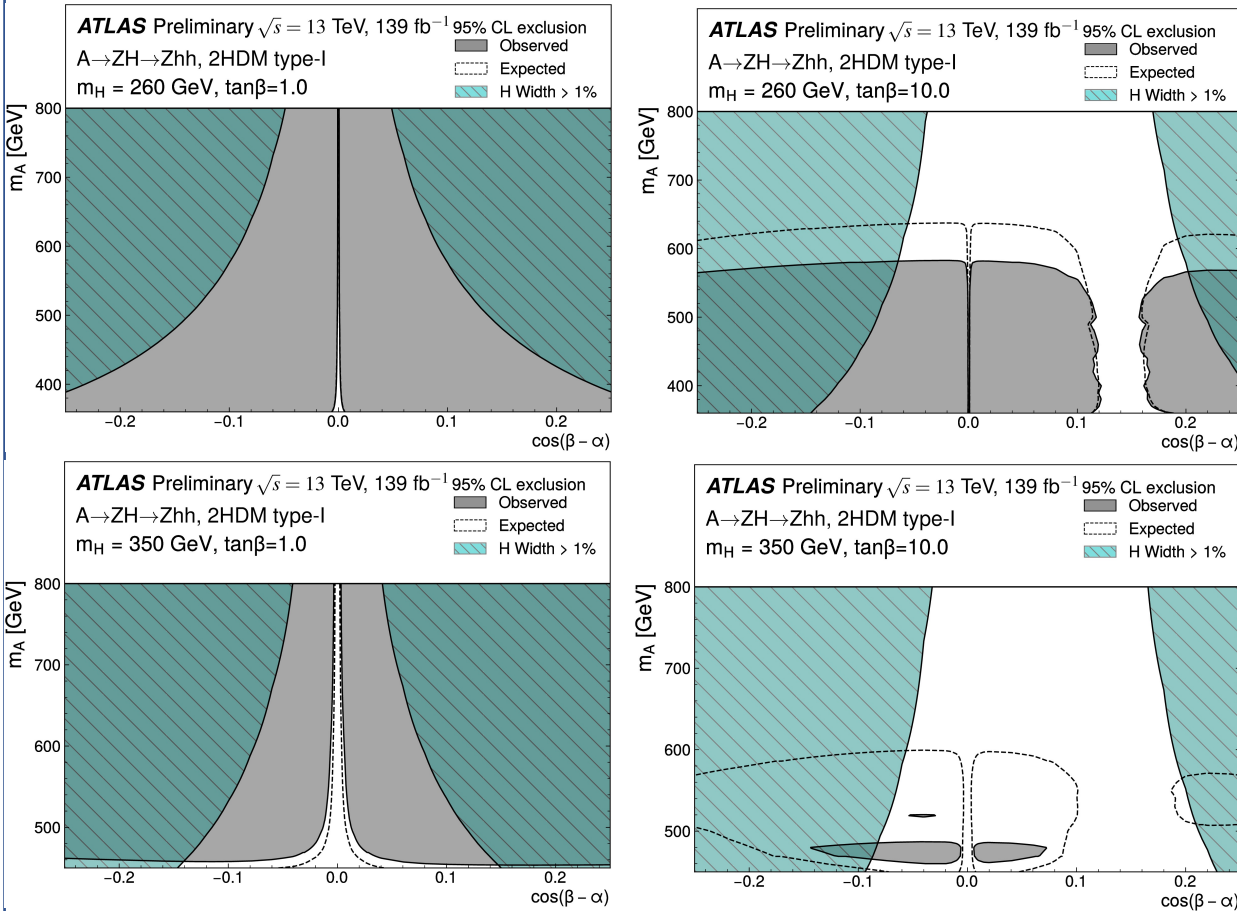 ATLAS Preliminary √s = 13 TeV, 139 fb⁻¹
A→ZH→Zhh, 2HDM type-I
m_H = 260 GeV, tanβ=1.0
95% CL exclusion
Observed
Expected
H Width > 1%
m_A [GeV]
800
700
600
500
400
−0.2 −0.1 0.0 0.1 0.2
cos(β − α)
ATLAS Preliminary √s = 13 TeV, 139 fb⁻¹
A→ZH→Zhh, 2HDM type-I
m_H = 260 GeV, tanβ=10.0
95% CL exclusion
Observed
Expected
H Width > 1%
m_A [GeV]
800
700
600
500
400
−0.2 −0.1 0.0 0.1 0.2
cos(β − α)
ATLAS Preliminary √s = 13 TeV, 139 fb⁻¹
A→ZH→Zhh, 2HDM type-I
m_H = 350 GeV, tanβ=1.0
95% CL exclusion
Observed
Expected
H Width > 1%
m_A [GeV]
800
700
600
500
−0.2 −0.1 0.0 0.1 0.2
cos(β − α)
ATLAS Preliminary √s = 13 TeV, 139 fb⁻¹
A→ZH→Zhh, 2HDM type-I
m_H = 350 GeV, tanβ=10.0
95% CL exclusion
Observed
Expected
H Width > 1%
m_A [GeV]
800
700
600
500
−0.2 −0.1 0.0 0.1 0.2
cos(β − α)